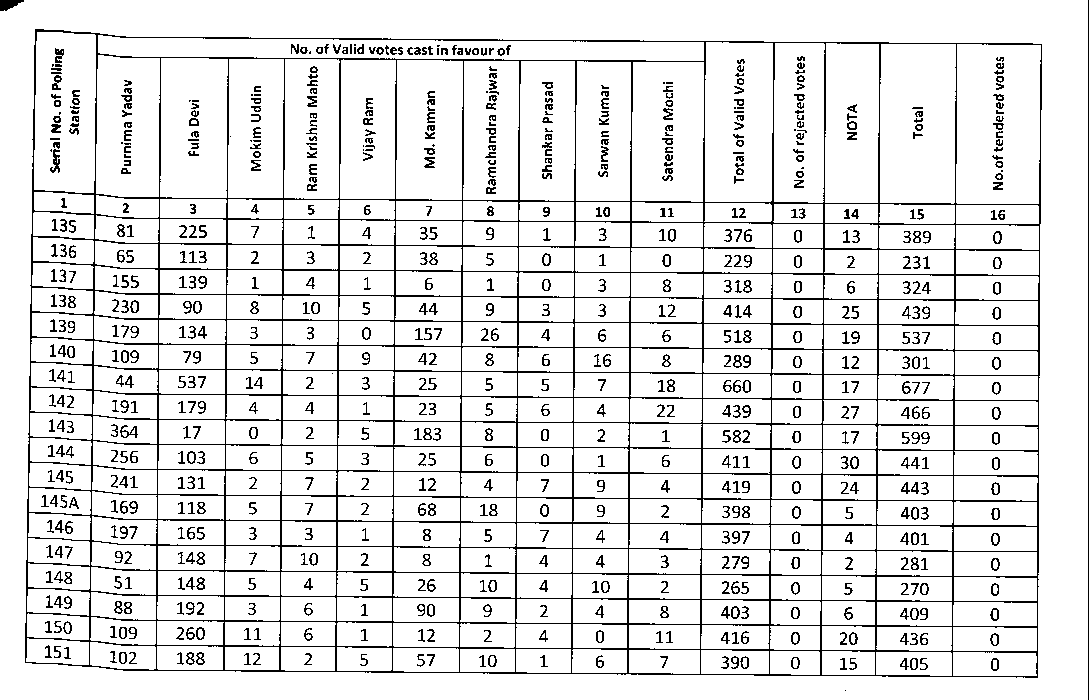 No. of Valid votes cast in favour of
Serial No. of Polling Station Purnima Yadav Fula Devi Mokim Uddin Ram Krishna Mahto Vijay Ram Md. Kamran Ramchandra Rajwar Shankar Prasad Sarwan Kumar Satendra Mochi Total of Valid Votes No. of rejected votes NOTA Total No.of tendered votes
1 2 3 4 5 6 7 8 9 10 11 12 13 14 15 16
135 81 225 7 1 4 35 9 1 3 10 376 0 13 389 0
136 65 113 2 3 2 38 5 0 1 0 229 0 2 231 0
137 155 139 1 4 1 6 1 0 3 8 318 0 6 324 0
138 230 90 8 10 5 44 9 3 3 12 414 0 25 439 0
139 179 134 3 3 0 157 26 4 6 6 518 0 19 537 0
140 109 79 5 7 9 42 8 6 16 8 289 0 12 301 0
141 44 537 14 2 3 25 5 5 7 18 660 0 17 677 0
142 191 179 4 4 1 23 5 6 4 22 439 0 27 466 0
143 364 17 0 2 5 183 8 0 2 1 582 0 17 599 0
144 256 103 6 5 3 25 6 0 1 6 411 0 30 441 0
145 241 131 2 7 2 12 4 7 9 4 419 0 24 443 0
145A 169 118 5 7 2 68 18 0 9 2 398 0 5 403 0
146 197 165 3 3 1 8 5 7 4 4 397 0 4 401 0
147 92 148 7 10 2 8 1 4 4 3 279 0 2 281 0
148 51 148 5 4 5 26 10 4 10 2 265 0 5 270 0
149 88 192 3 6 1 90 9 2 4 8 403 0 6 409 0
150 109 260 11 6 1 12 2 4 0 11 416 0 20 436 0
151 102 188 12 2 5 57 10 1 6 7 390 0 15 405 0